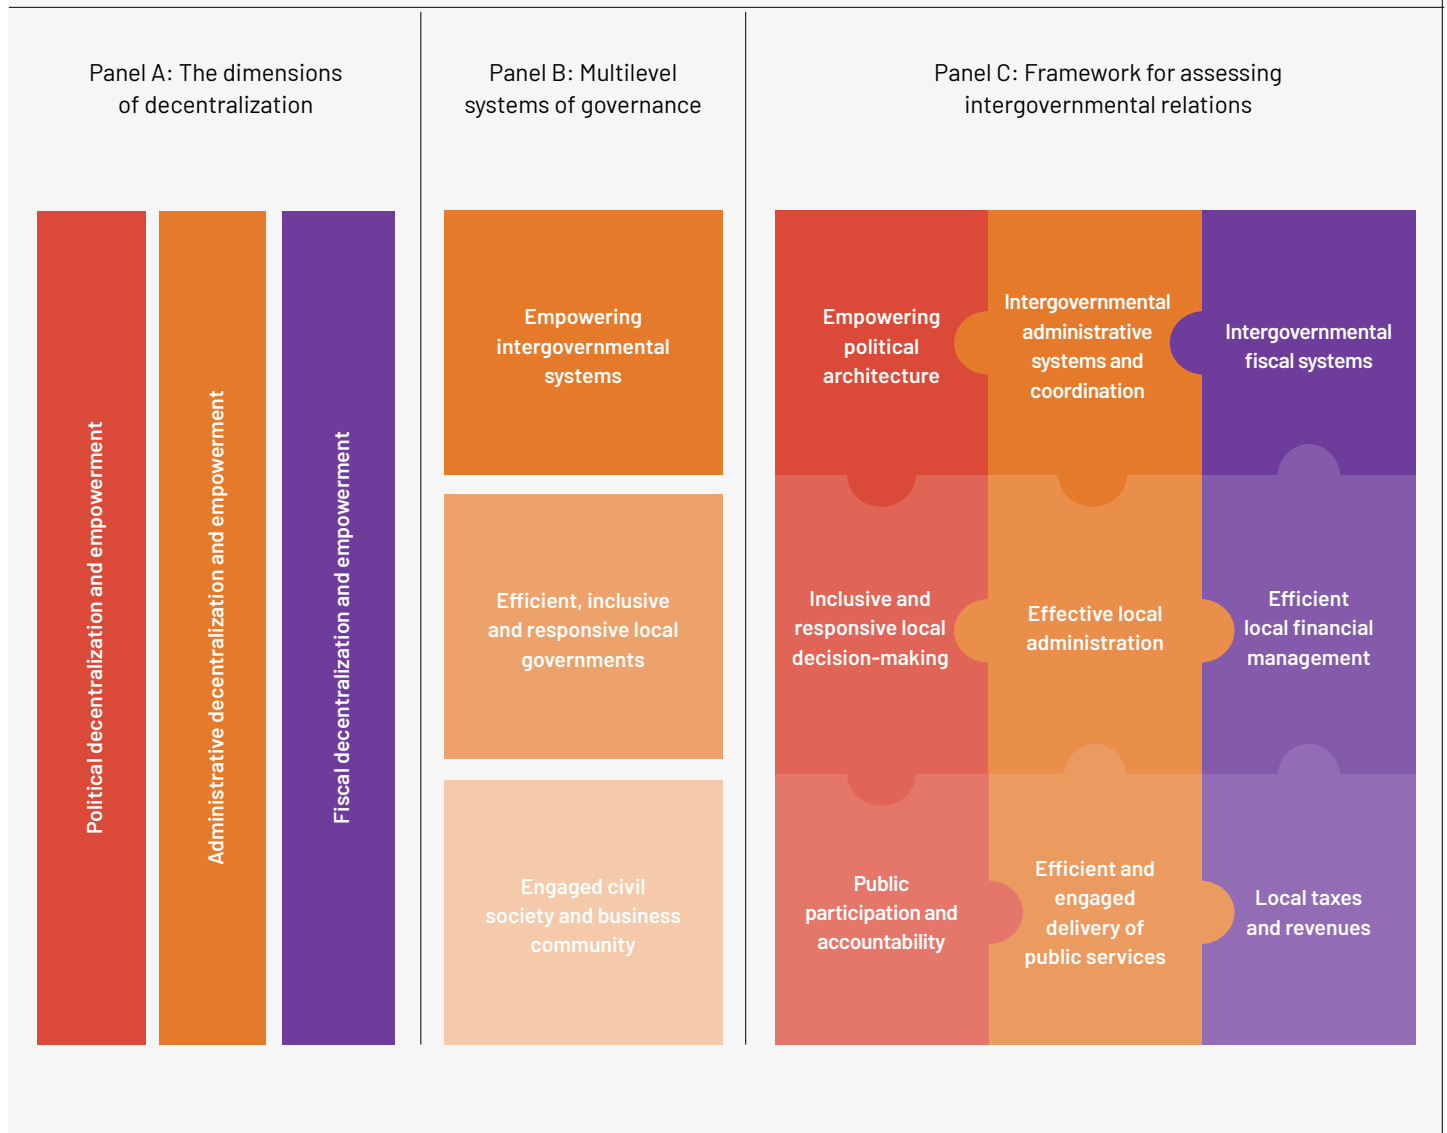 Panel A: The dimensions
of decentralization
Panel B: Multilevel
systems of governance
Panel C: Framework for assessing
intergovernmental relations
Political decentralization and empowerment
Administrative decentralization and empowerment
Fiscal decentralization and empowerment
Empowering
intergovernmental
systems
Efficient, inclusive
and responsive local
governments
Engaged civil
society and business
community
Empowering
political
architecture
Intergovernmental
administrative
systems and
coordination
Intergovernmental
fiscal systems
Inclusive and
responsive local
decision-making
Effective local
administration
Efficient
local financial
management
Public
participation and
accountability
Efficient and
engaged
delivery of
public services
Local taxes
and revenues